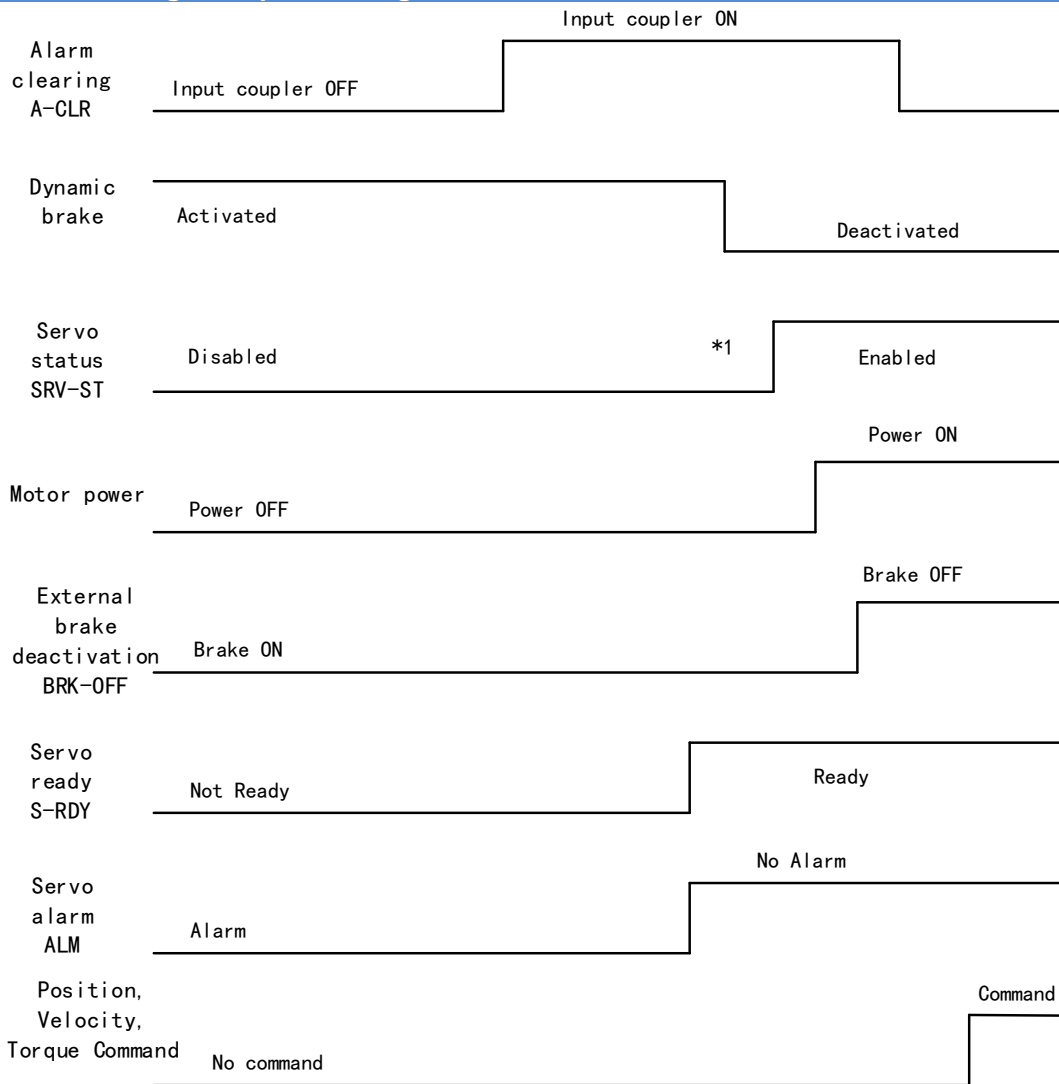 Input coupler ON
Alarm
clearing
A-CLR
Input coupler OFF
Dynamic
brake
Activated
Deactivated
Servo
status
SRV-ST
Disabled
*1
Enabled
Power ON
Motor power
Power OFF
Brake OFF
External
brake
deactivation
BRK-OFF
Brake ON
Servo
ready
S-RDY
Not Ready
Ready
No Alarm
Servo
alarm
ALM
Alarm
Position,
Velocity,
Torque Command
No command
Command